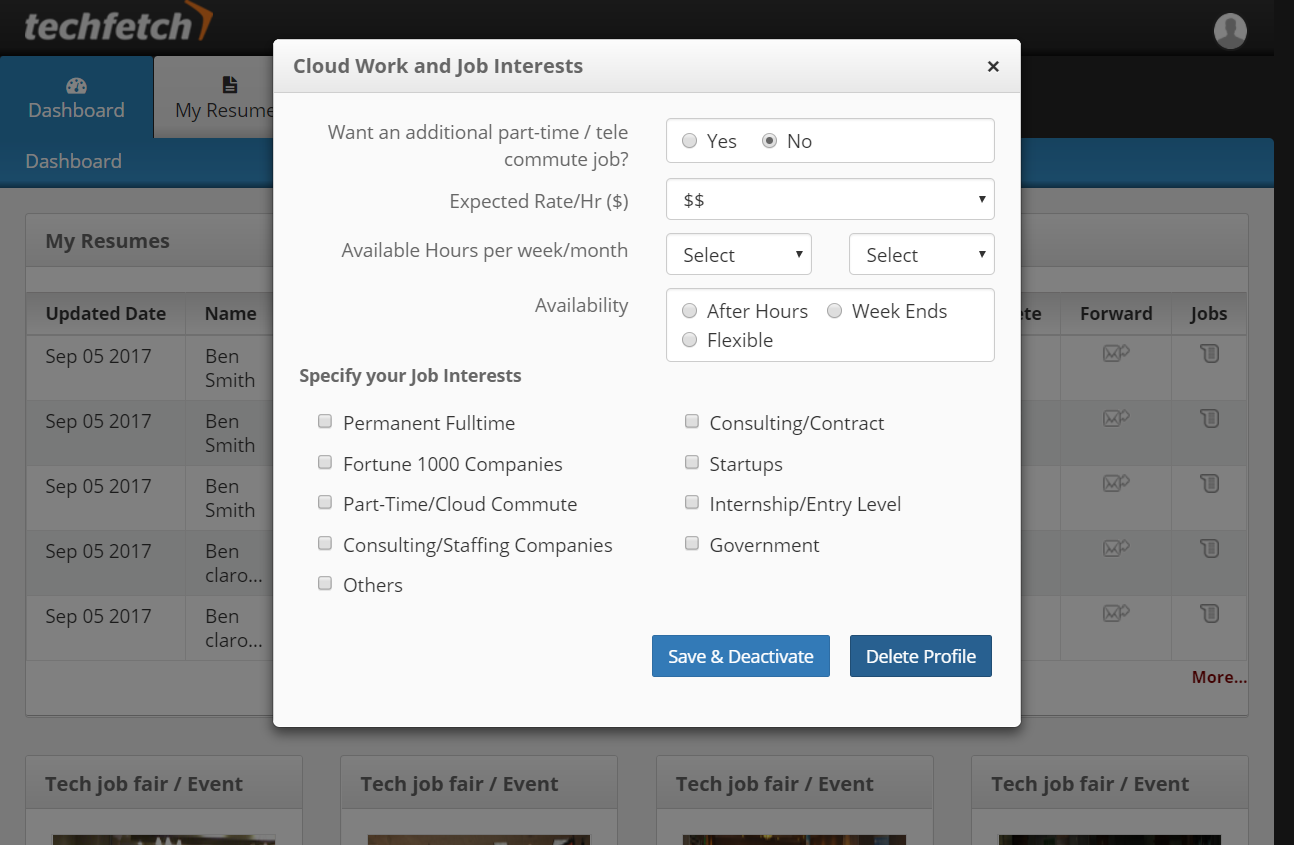 techfetch
Cloud Work and Job Interests
×
Dashboard
My Resume
Dashboard
Want an additional part-time / tele
commute job?
Yes
No
Expected Rate/Hr ($)
$$
Available Hours per week/month
Select
Select
Availability
After Hours
Week Ends
Flexible
Specify your Job Interests
Permanent Fulltime
Consulting/Contract
Fortune 1000 Companies
Startups
Part-Time/Cloud Commute
Internship/Entry Level
Consulting/Staffing Companies
Government
Others
Save & Deactivate
Delete Profile
My Resumes
Updated Date
Name
Forward
Jobs
Sep 05 2017
Ben
Smith
Sep 05 2017
Ben
Smith
Sep 05 2017
Ben
Smith
Sep 05 2017
Ben
claro...
Sep 05 2017
Ben
claro...
More...
Tech job fair / Event
Tech job fair / Event
Tech job fair / Event
Tech job fair / Event